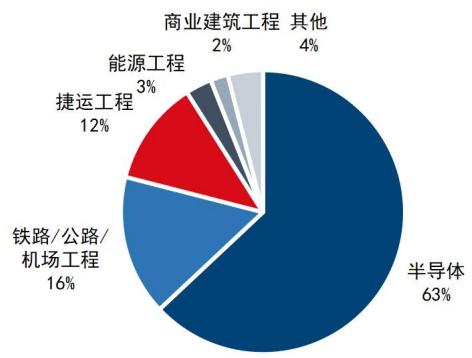 商业建筑工程 其他
2% 4%
能源工程
3%
捷运工程
12%
铁路/公路/
机场工程
16%
半导体
63%